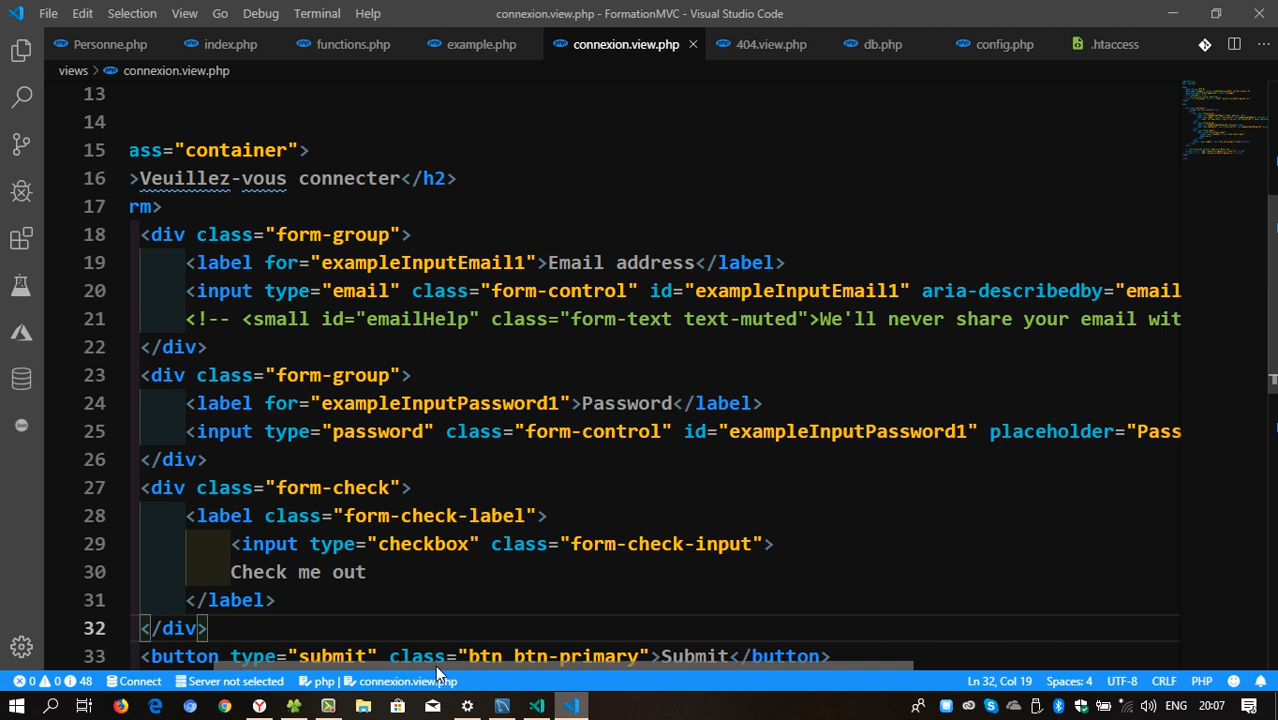 File Edit Selection View Go Debug Terminal Help connexion.view.php - FormationMVC - Visual Studio Code
Personne.php index.php functions.php example.php connexion.view.php 404.view.php db.php config.php .htaccess
views > connexion.view.php
13
14
15 ass="container">
16 >Veuillez-vous connecter</h2>
17 rm>
18 <div class="form-group">
19 <label for="exampleInputEmail1">Email address</label>
20 <input type="email" class="form-control" id="exampleInputEmail1" aria-describedby="email
21 <!-- <small id="emailHelp" class="form-text text-muted">We'll never share your email wit
22 </div>
23 <div class="form-group">
24 <label for="exampleInputPassword1">Password</label>
25 <input type="password" class="form-control" id="exampleInputPassword1" placeholder="Pass
26 </div>
27 <div class="form-check">
28 <label class="form-check-label">
29 <input type="checkbox" class="form-check-input">
30 Check me out
31 </label>
32 </div>
33 <button type="submit" class="btn btn-primary">Submit</button>
0 0 48 Connect Server not selected php | connexion.view.php Ln 32, Col 19 Spaces: 4 UTF-8 CRLF PHP
ENG 20:07